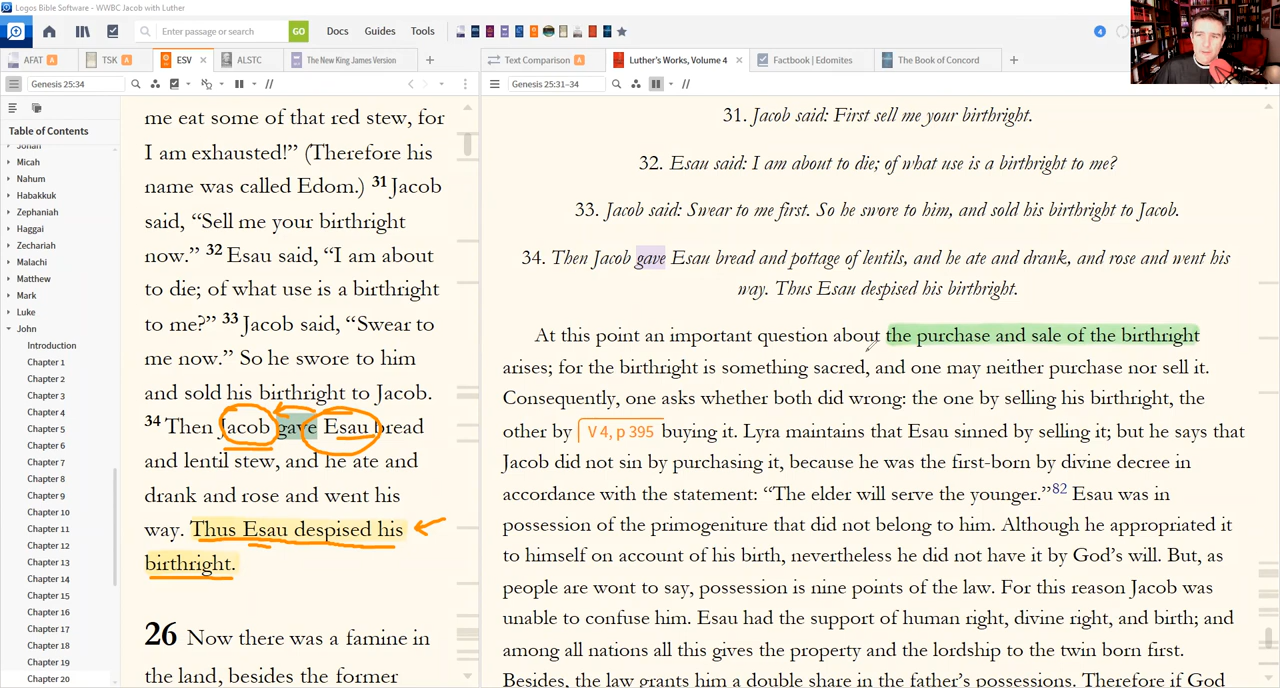 Logos Bible Software - WWBC Jacob with Luther
Enter passage or search
GO
Docs
Guides
Tools
4
AFAT A
TSK A
ESV
ALSTC
The New King James Version
Text Comparison A
Luther's Works, Volume 4
Factbook | Edomites
The Book of Concord
Genesis 25:34
Genesis 25:31–34
Table of Contents
Jonah
Micah
Nahum
Habakkuk
Zephaniah
Haggai
Zechariah
Malachi
Matthew
Mark
Luke
John
Introduction
Chapter 1
Chapter 2
Chapter 3
Chapter 4
Chapter 5
Chapter 6
Chapter 7
Chapter 8
Chapter 9
Chapter 10
Chapter 11
Chapter 12
Chapter 13
Chapter 14
Chapter 15
Chapter 16
Chapter 17
Chapter 18
Chapter 19
Chapter 20
me eat some of that red stew, for
I am exhausted!” (Therefore his
name was called Edom.) 31 Jacob
said, “Sell me your birthright
now.” 32 Esau said, “I am about
to die; of what use is a birthright
to me?” 33 Jacob said, “Swear to
me now.” So he swore to him
and sold his birthright to Jacob.
34 Then Jacob gave Esau bread
and lentil stew, and he ate and
drank and rose and went his
way. Thus Esau despised his
birthright.
26 Now there was a famine in
the land, besides the former
31. Jacob said: First sell me your birthright.
32. Esau said: I am about to die; of what use is a birthright to me?
33. Jacob said: Swear to me first. So he swore to him, and sold his birthright to Jacob.
34. Then Jacob gave Esau bread and pottage of lentils, and he ate and drank, and rose and went his
way. Thus Esau despised his birthright.
At this point an important question about the purchase and sale of the birthright
arises; for the birthright is something sacred, and one may neither purchase nor sell it.
Consequently, one asks whether both did wrong: the one by selling his birthright, the
other by V 4, p 395 buying it. Lyra maintains that Esau sinned by selling it; but he says that
Jacob did not sin by purchasing it, because he was the first-born by divine decree in
accordance with the statement: “The elder will serve the younger.”82 Esau was in
possession of the primogeniture that did not belong to him. Although he appropriated it
to himself on account of his birth, nevertheless he did not have it by God’s will. But, as
people are wont to say, possession is nine points of the law. For this reason Jacob was
unable to confuse him. Esau had the support of human right, divine right, and birth; and
among all nations all this gives the property and the lordship to the twin born first.
Besides, the law grants him a double share in the father’s possessions. Therefore if God